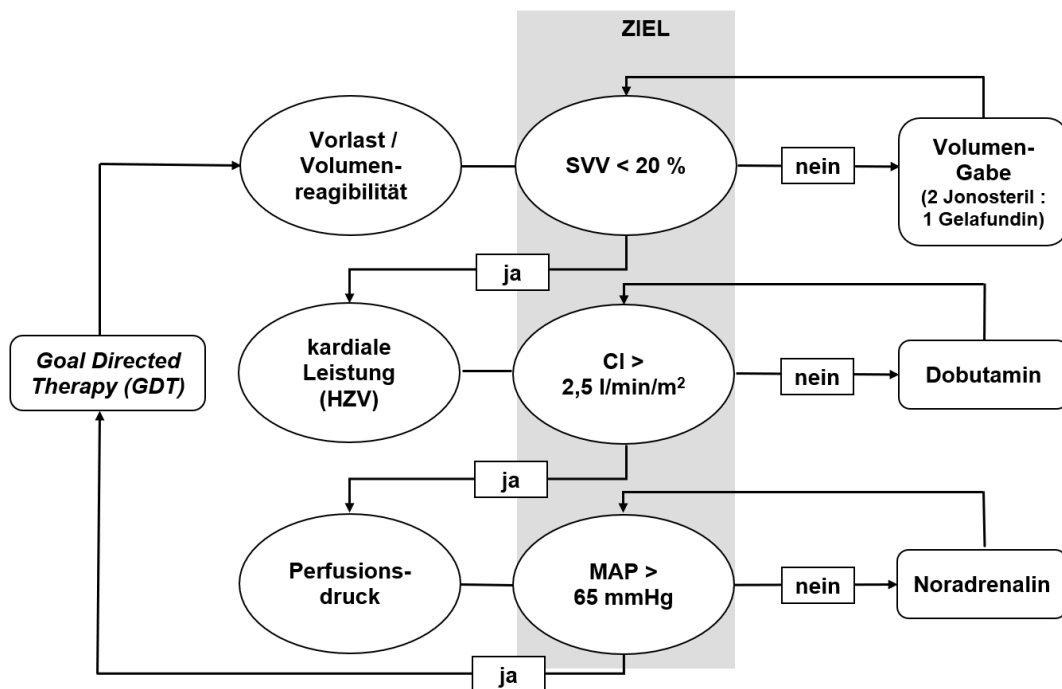 ZIEL
Vorlast /
Volumen-
reagibilität
SVV < 20 %
nein
Volumen-
Gabe
(2 Jonosteril :
1 Gelafundin)
ja
Goal Directed
Therapy (GDT)
kardiale
Leistung
(HZV)
CI >
2,5 l/min/m²
nein
Dobutamin
ja
Perfusions-
druck
MAP >
65 mmHg
nein
Noradrenalin
ja